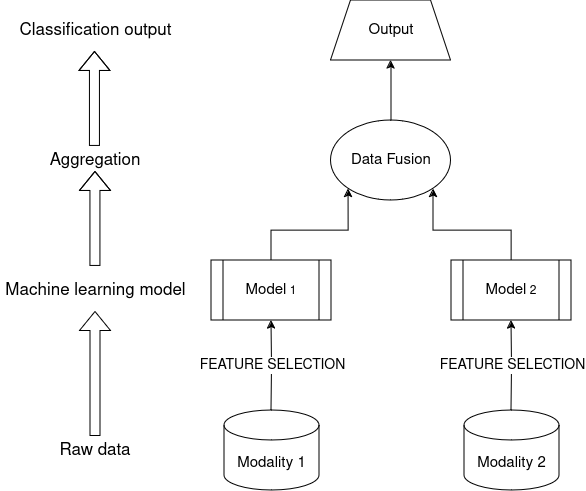 Classification output
Output
Aggregation
Data Fusion
Machine learning model
Model 1
Model 2
FEATURE SELECTION
FEATURE SELECTION
Raw data
Modality 1
Modality 2